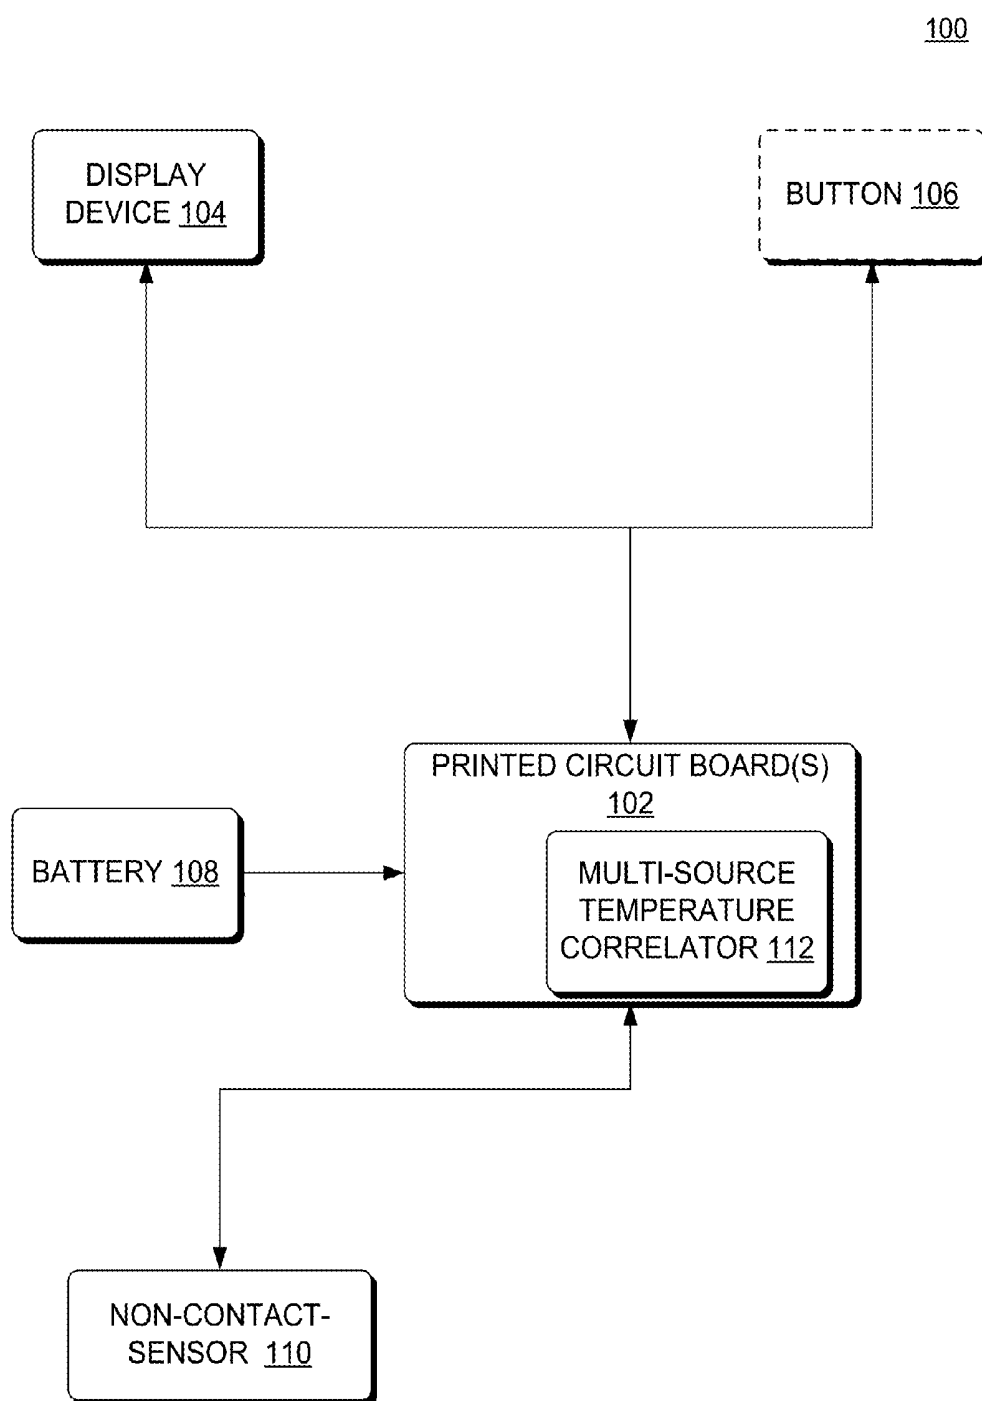 100
DISPLAY
DEVICE 104
BUTTON 106
PRINTED CIRCUIT BOARD(S)
102
BATTERY 108
MULTI-SOURCE
TEMPERATURE
CORRELATOR 112
NON-CONTACT-
SENSOR 110